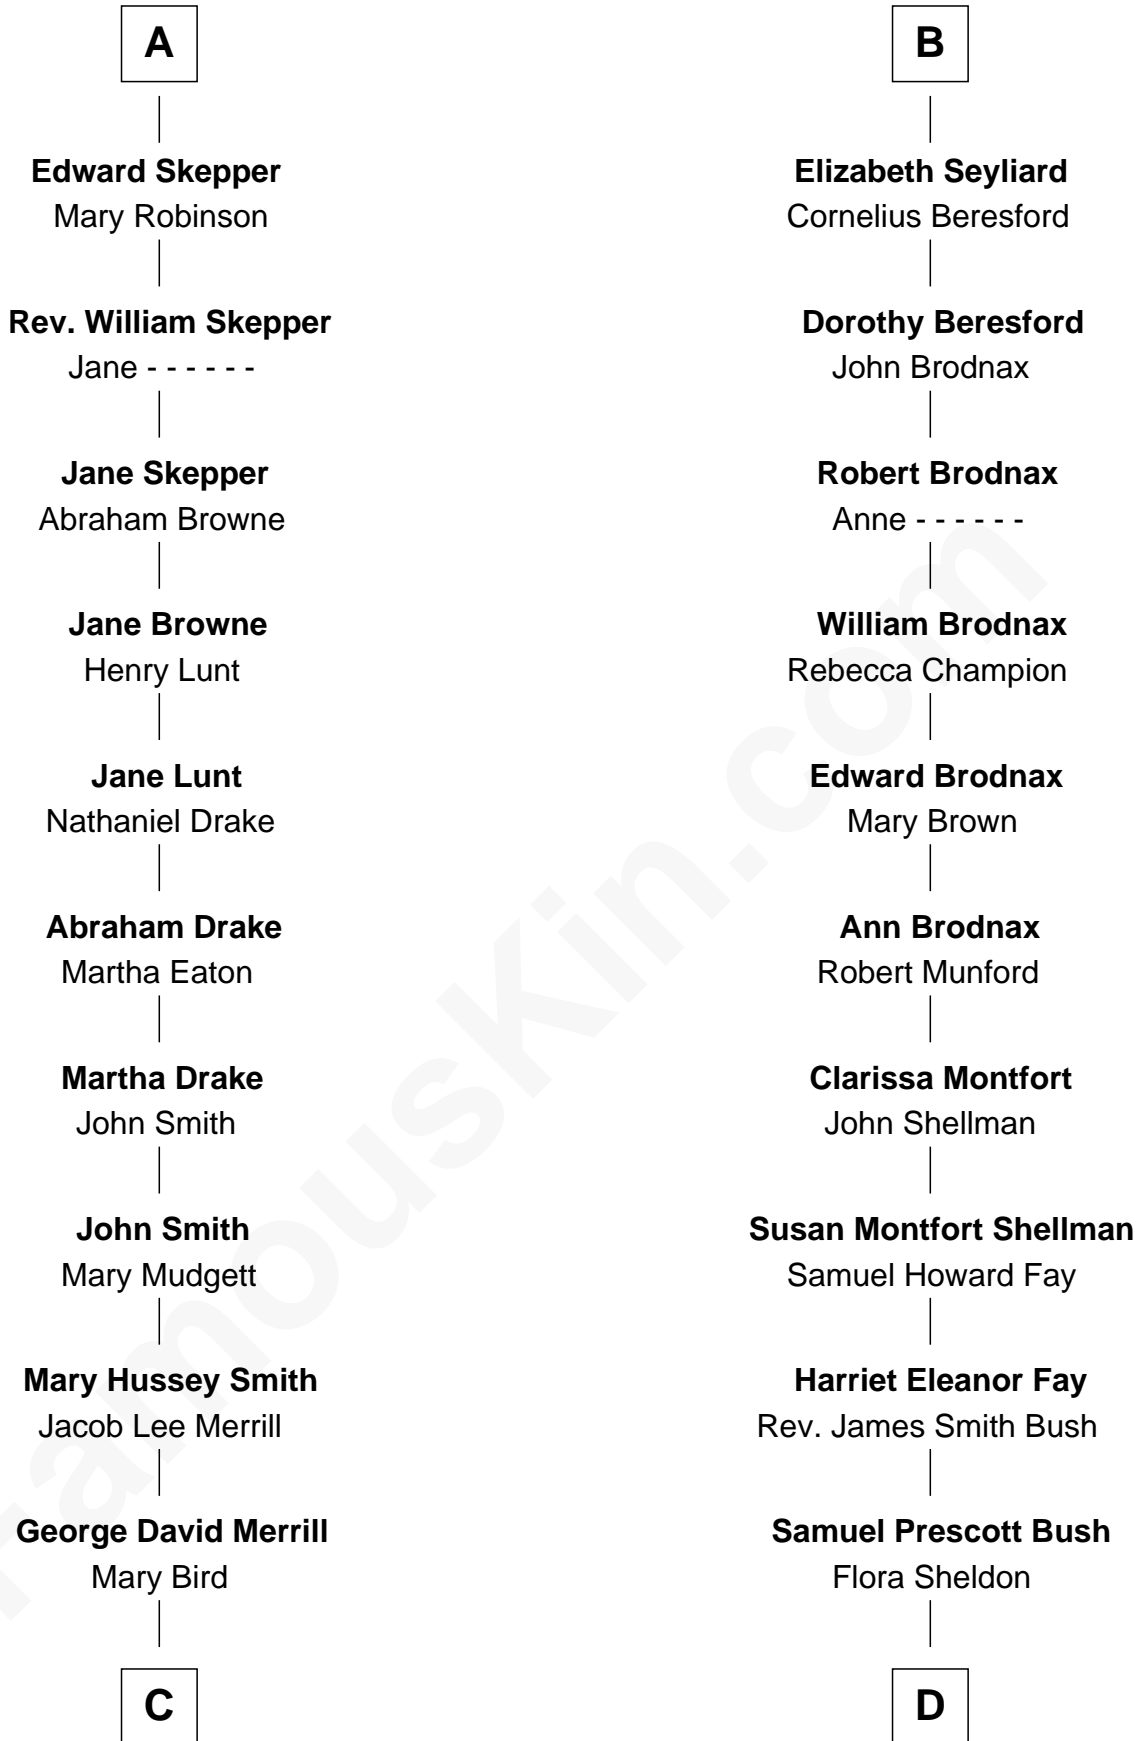 A
Edward Skepper
Mary Robinson
Rev. William Skepper
Jane - - - - - -
Jane Skepper
Abraham Browne
Jane Browne
Henry Lunt
Jane Lunt
Nathaniel Drake
Abraham Drake
Martha Eaton
Martha Drake
John Smith
John Smith
Mary Mudgett
Mary Hussey Smith
Jacob Lee Merrill
George David Merrill
Mary Bird
C
B
Elizabeth Seyliard
Cornelius Beresford
Dorothy Beresford
John Brodnax
Robert Brodnax
Anne - - - - - -
William Brodnax
Rebecca Champion
Edward Brodnax
Mary Brown
Ann Brodnax
Robert Munford
Clarissa Montfort
John Shellman
Susan Montfort Shellman
Samuel Howard Fay
Harriet Eleanor Fay
Rev. James Smith Bush
Samuel Prescott Bush
Flora Sheldon
D
FamousKin.com